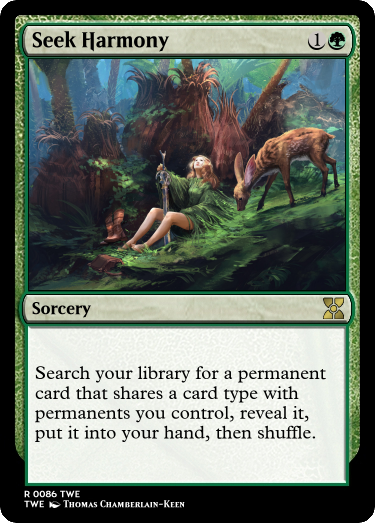 Seek Harmony 1
Sorcery
Search your library for a permanent
card that shares a card type with
permanents you control, reveal it,
put it into your hand, then shuffle.
R 0086 TWE
TWE Thomas Chamberlain-Keen